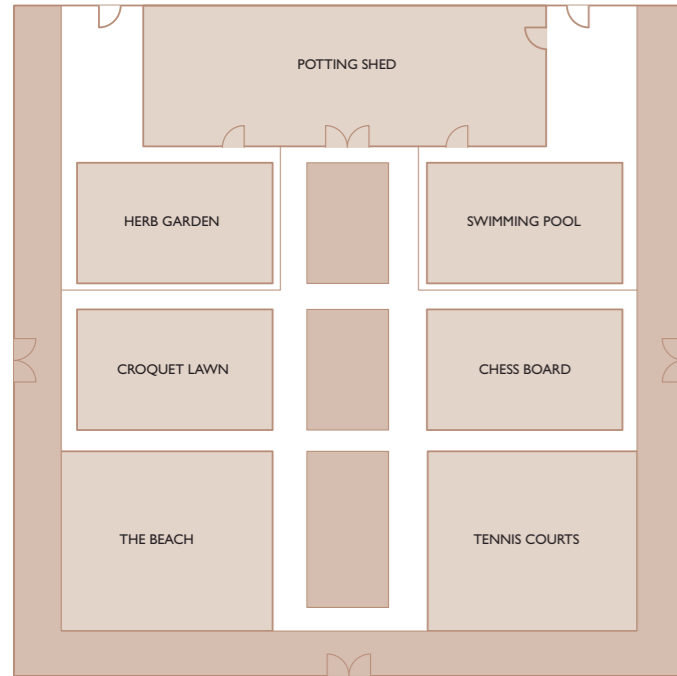 POTTING SHED
HERB GARDEN
SWIMMING POOL
CROQUET LAWN
CHESS BOARD
THE BEACH
TENNIS COURTS